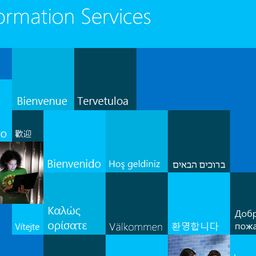 ormation Services
Bienvenue
Tervetuloa
歡迎
Bienvenido
Hoş geldiniz
ברוכים הבאים
Καλώς
ορίσατε
Vítejte
Välkommen
환영합니다
Добр
пожа